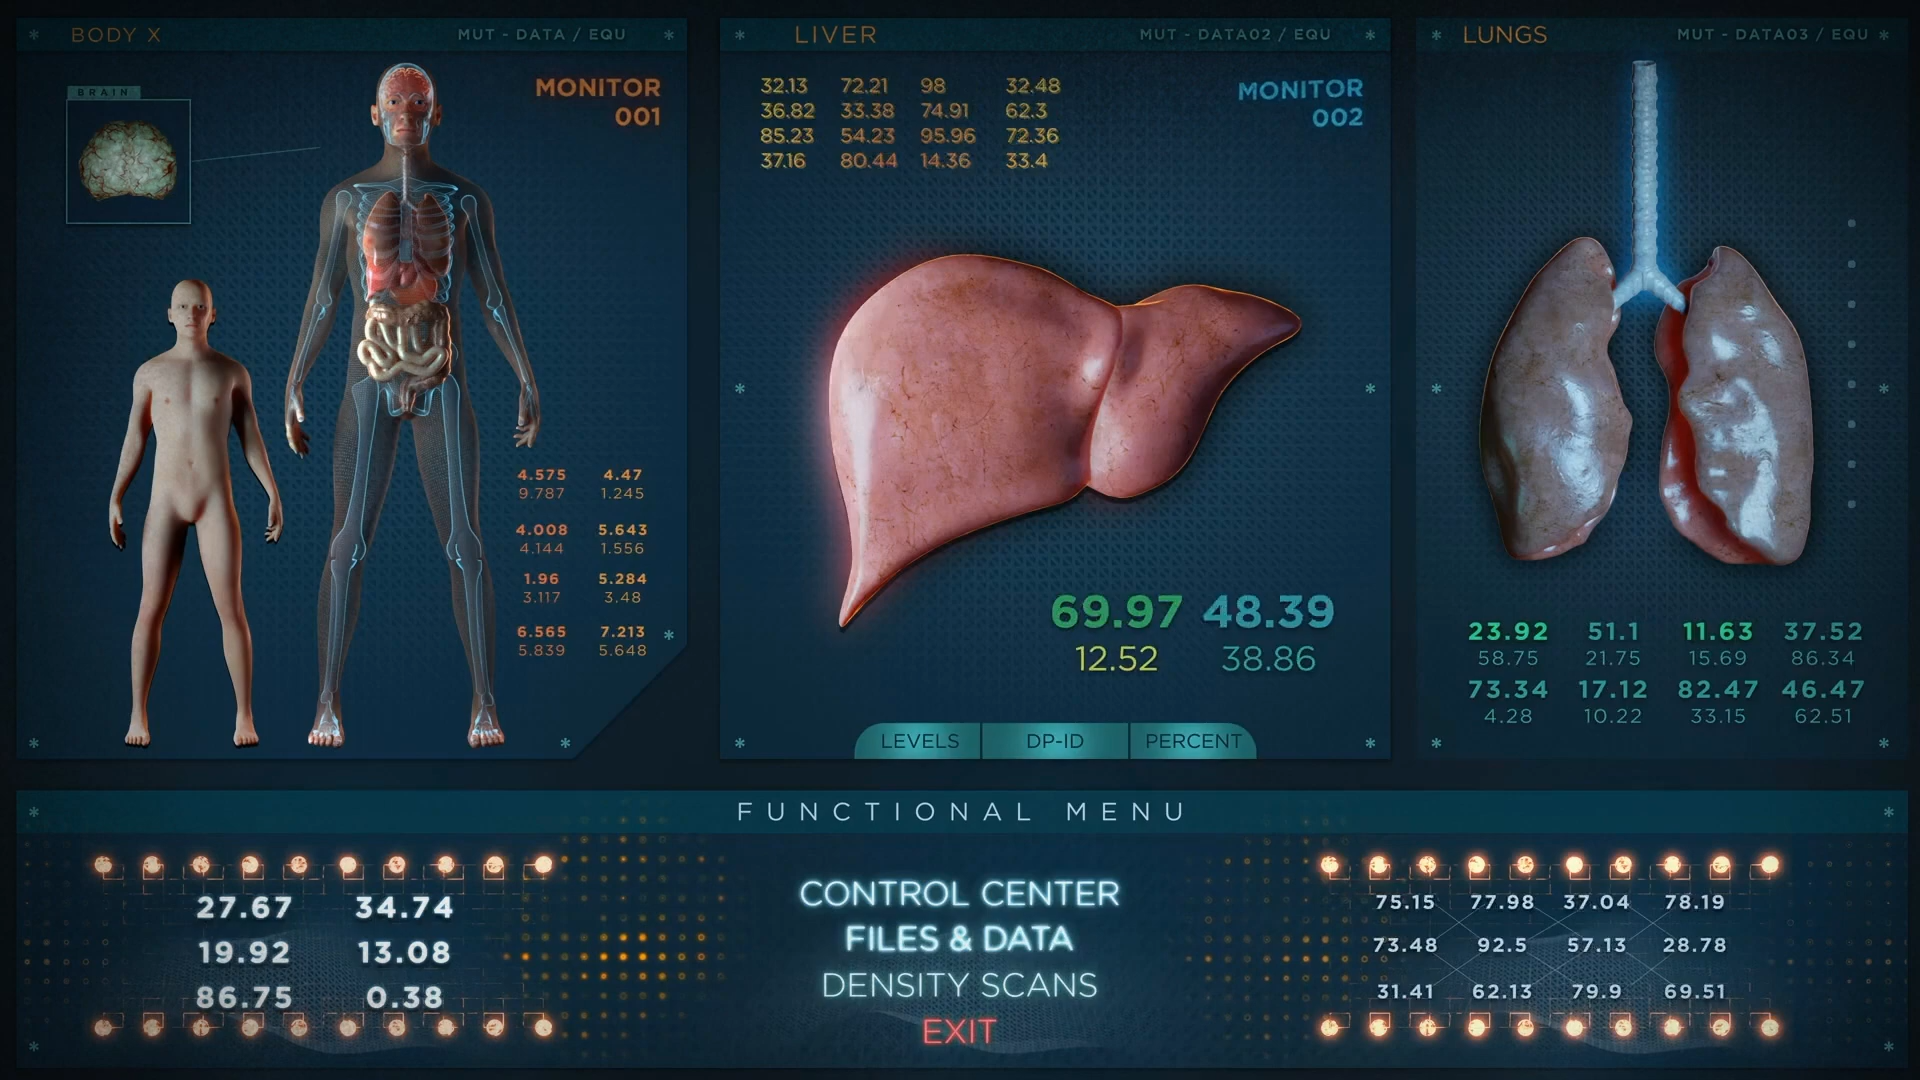 BODY X MUT - DATA / EQU
BRAIN
MONITOR
001
4.575 4.47
9.787 1.245
4.008 5.643
4.144 1.556
1.96 5.284
3.117 3.48
6.565 7.213
5.839 5.648
LIVER MUT - DATA02 / EQU
32.13 72.21 98 32.48
36.82 33.38 74.91 62.3
85.23 54.23 95.96 72.36
37.16 80.44 14.36 33.4
MONITOR
002
69.97 48.39
12.52 38.86
LEVELS DP-ID PERCENT
LUNGS MUT - DATA03 / EQU
23.92 51.1 11.63 37.52
58.75 21.75 15.69 86.34
73.34 17.12 82.47 46.47
4.28 10.22 33.15 62.51
FUNCTIONAL MENU
27.67 34.74
19.92 13.08
86.75 0.38
CONTROL CENTER
FILES & DATA
DENSITY SCANS
EXIT
75.15 77.98 37.04 78.19
73.48 92.5 57.13 28.78
31.41 62.13 79.9 69.51